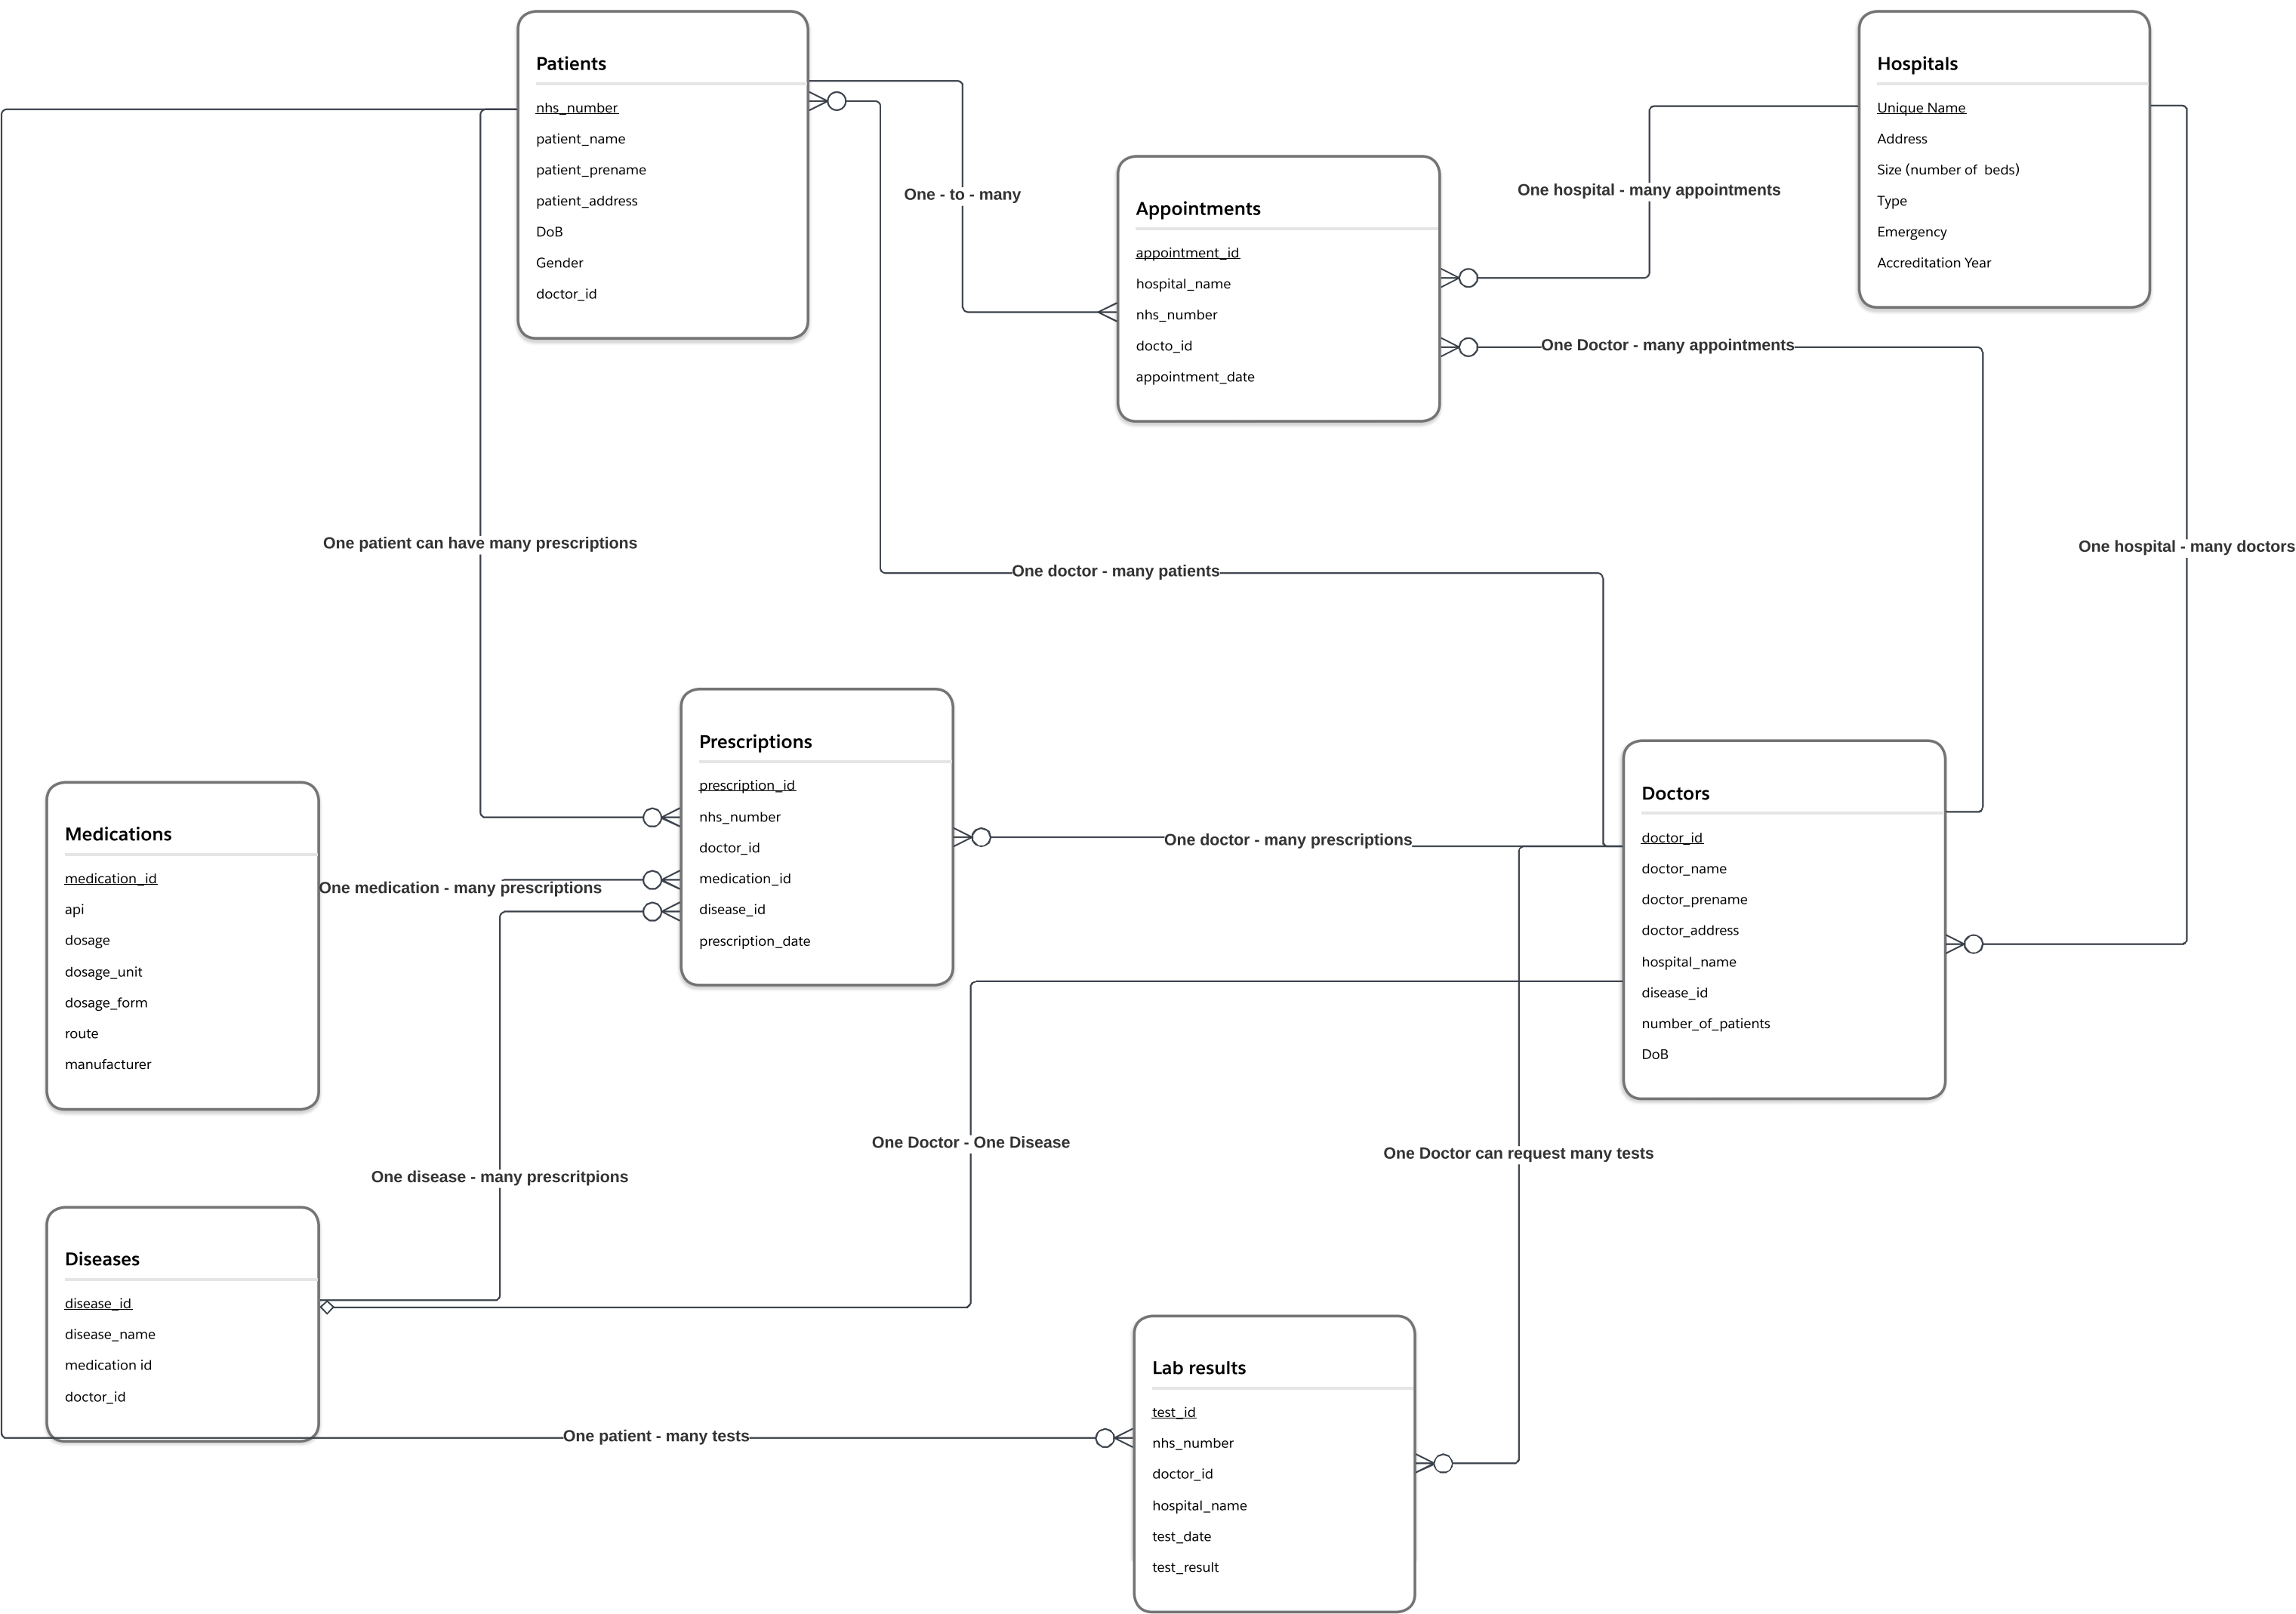 Patients
nhs_number
patient_name
patient_prename
patient_address
DoB
Gender
doctor_id
Hospitals
Unique Name
Address
Size (number of  beds)
Type
Emergency
Accreditation Year
One - to - many
One hospital - many appointments
Appointments
appointment_id
hospital_name
nhs_number
docto_id
appointment_date
One Doctor - many appointments
One patient can have many prescriptions
One doctor - many patients
One hospital - many doctors
Prescriptions
prescription_id
nhs_number
doctor_id
medication_id
disease_id
prescription_date
One doctor - many prescriptions
Doctors
doctor_id
doctor_name
doctor_prename
doctor_address
hospital_name
disease_id
number_of_patients
DoB
Medications
medication_id
api
dosage
dosage_unit
dosage_form
route
manufacturer
One medication - many prescriptions
One Doctor - One Disease
One Doctor can request many tests
One disease - many prescritpions
Diseases
disease_id
disease_name
medication id
doctor_id
One patient - many tests
Lab results
test_id
nhs_number
doctor_id
hospital_name
test_date
test_result